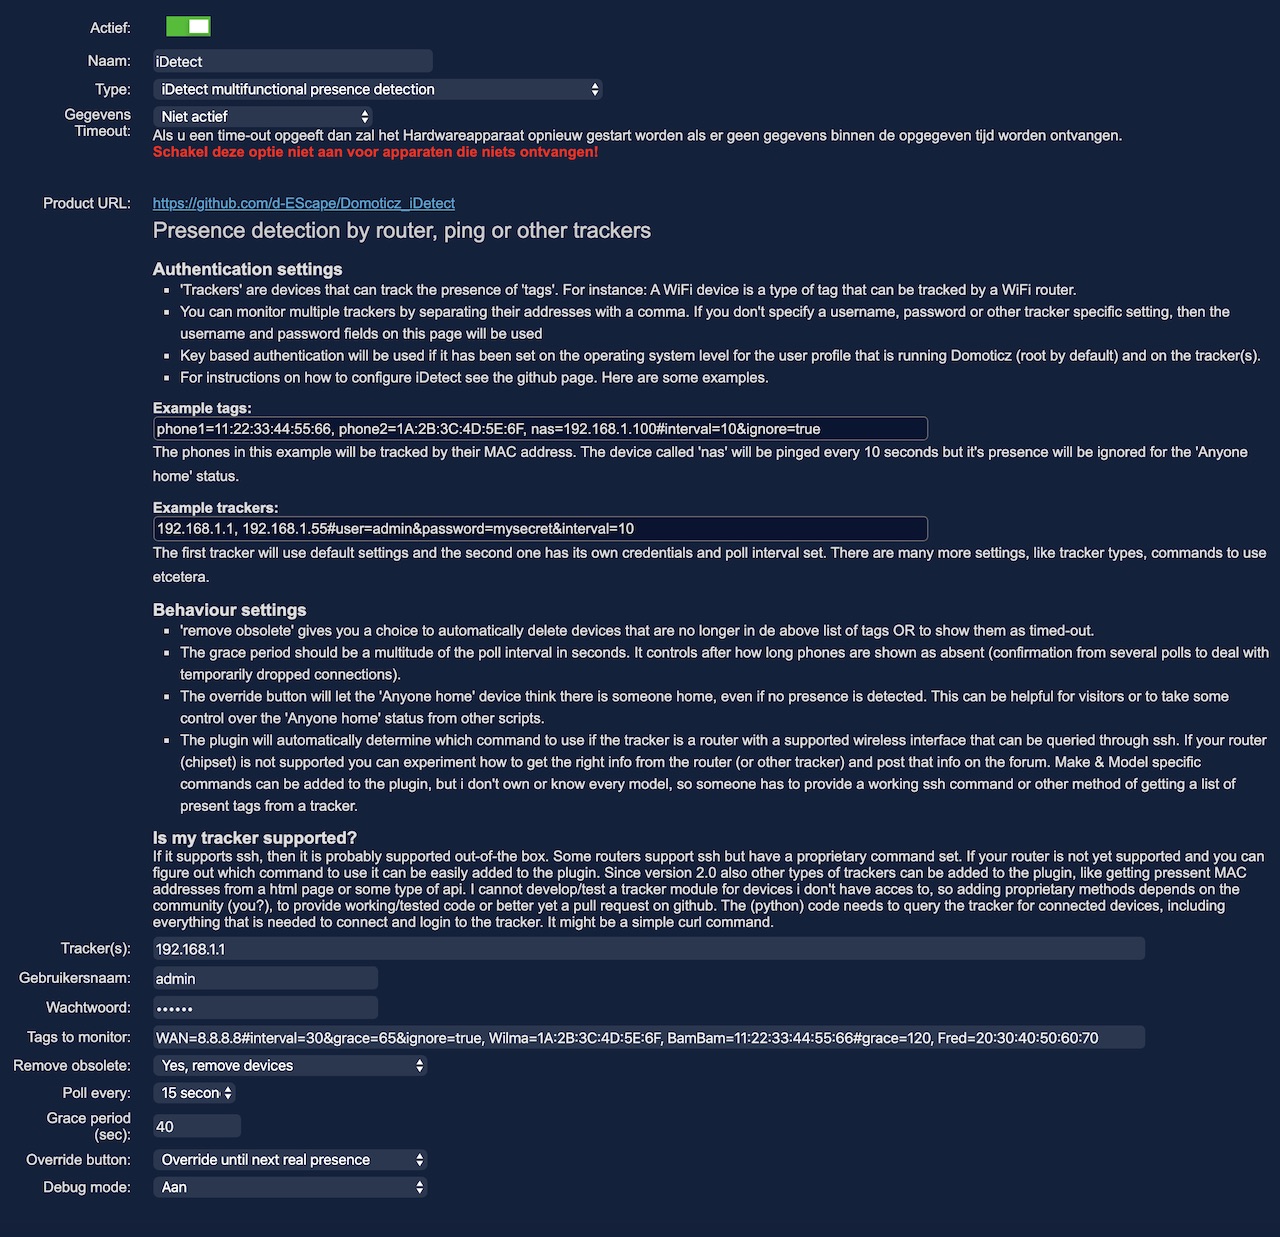 Actief:
Naam: iDetect
Type: iDetect multifunctional presence detection
Gegevens
Timeout: Niet actief
Als u een time-out opgeeft dan zal het Hardwareapparaat opnieuw gestart worden als er geen gegevens binnen de opgegeven tijd worden ontvangen.
Schakel deze optie niet aan voor apparaten die niets ontvangen!
Product URL: https://github.com/d-EScape/Domoticz_iDetect
Presence detection by router, ping or other trackers
Authentication settings
▪ 'Trackers' are devices that can track the presence of 'tags'. For instance: A WiFi device is a type of tag that can be tracked by a WiFi router.
▪ You can monitor multiple trackers by separating their addresses with a comma. If you don't specify a username, password or other tracker specific setting, then the
username and password fields on this page will be used
▪ Key based authentication will be used if it has been set on the operating system level for the user profile that is running Domoticz (root by default) and on the tracker(s).
▪ For instructions on how to configure iDetect see the github page. Here are some examples.
Example tags:
phone1=11:22:33:44:55:66, phone2=1A:2B:3C:4D:5E:6F, nas=192.168.1.100#interval=10&ignore=true
The phones in this example will be tracked by their MAC address. The device called 'nas' will be pinged every 10 seconds but it's presence will be ignored for the 'Anyone
home' status.
Example trackers:
192.168.1.1, 192.168.1.55#user=admin&password=mysecret&interval=10
The first tracker will use default settings and the second one has its own credentials and poll interval set. There are many more settings, like tracker types, commands to use
etcetera.
Behaviour settings
▪ 'remove obsolete' gives you a choice to automatically delete devices that are no longer in de above list of tags OR to show them as timed-out.
▪ The grace period should be a multitude of the poll interval in seconds. It controls after how long phones are shown as absent (confirmation from several polls to deal with
temporarily dropped connections).
▪ The override button will let the 'Anyone home' device think there is someone home, even if no presence is detected. This can be helpful for visitors or to take some
control over the 'Anyone home' status from other scripts.
▪ The plugin will automatically determine which command to use if the tracker is a router with a supported wireless interface that can be queried through ssh. If your router
(chipset) is not supported you can experiment how to get the right info from the router (or other tracker) and post that info on the forum. Make & Model specific
commands can be added to the plugin, but i don't own or know every model, so someone has to provide a working ssh command or other method of getting a list of
present tags from a tracker.
Is my tracker supported?
If it supports ssh, then it is probably supported out-of-the box. Some routers support ssh but have a proprietary command set. If your router is not yet supported and you can
figure out which command to use it can be easily added to the plugin. Since version 2.0 also other types of trackers can be added to the plugin, like getting pressent MAC
addresses from a html page or some type of api. I cannot develop/test a tracker module for devices i don't have acces to, so adding proprietary methods depends on the
community (you?), to provide working/tested code or better yet a pull request on github. The (python) code needs to query the tracker for connected devices, including
everything that is needed to connect and login to the tracker. It might be a simple curl command.
Tracker(s): 192.168.1.1
Gebruikersnaam: admin
Wachtwoord: ••••••
Tags to monitor: WAN=8.8.8.8#interval=30&grace=65&ignore=true, Wilma=1A:2B:3C:4D:5E:6F, BamBam=11:22:33:44:55:66#grace=120, Fred=20:30:40:50:60:70
Remove obsolete: Yes, remove devices
Poll every: 15 secon
Grace period
(sec): 40
Override button: Override until next real presence
Debug mode: Aan